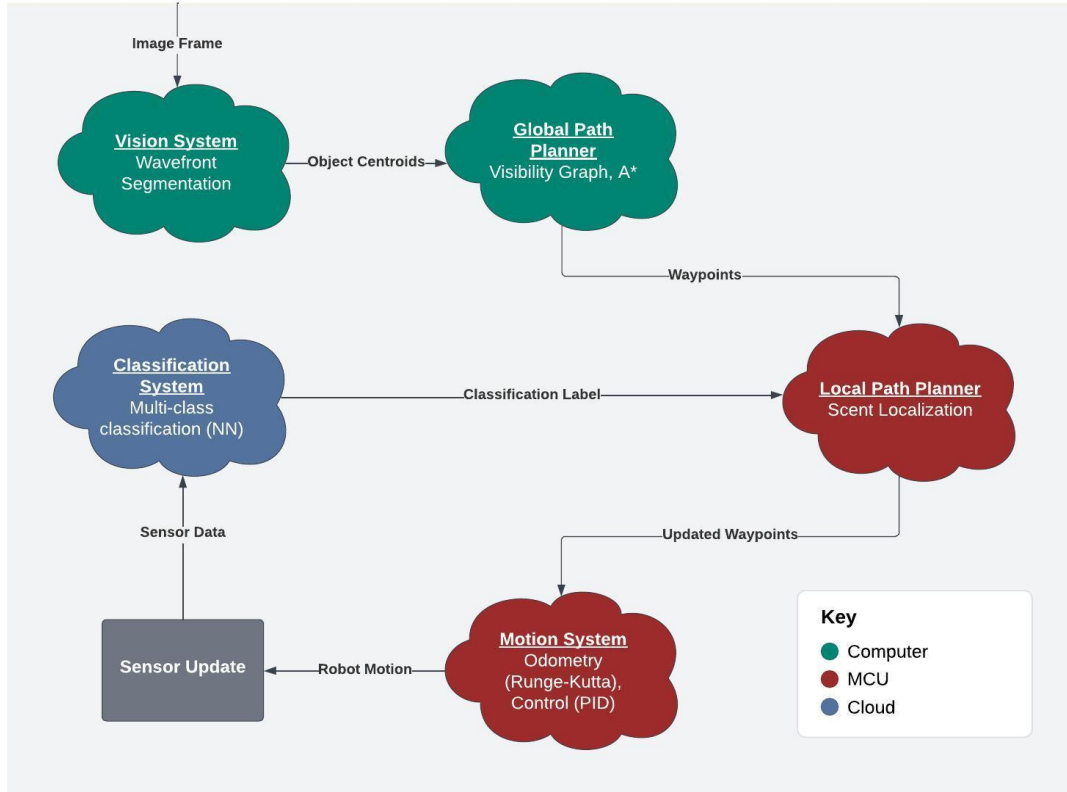 Image Frame
Vision System
Wavefront
Segmentation
Object Centroids
Global Path
Planner
Visibility Graph, A*
Waypoints
Classification
System
Multi-class
classification (NN)
Classification Label
Local Path Planner
Scent Localization
Sensor Data
Updated Waypoints
Sensor Update
Robot Motion
Motion System
Odometry
(Runge-Kutta),
Control (PID)
Key
Computer
MCU
Cloud